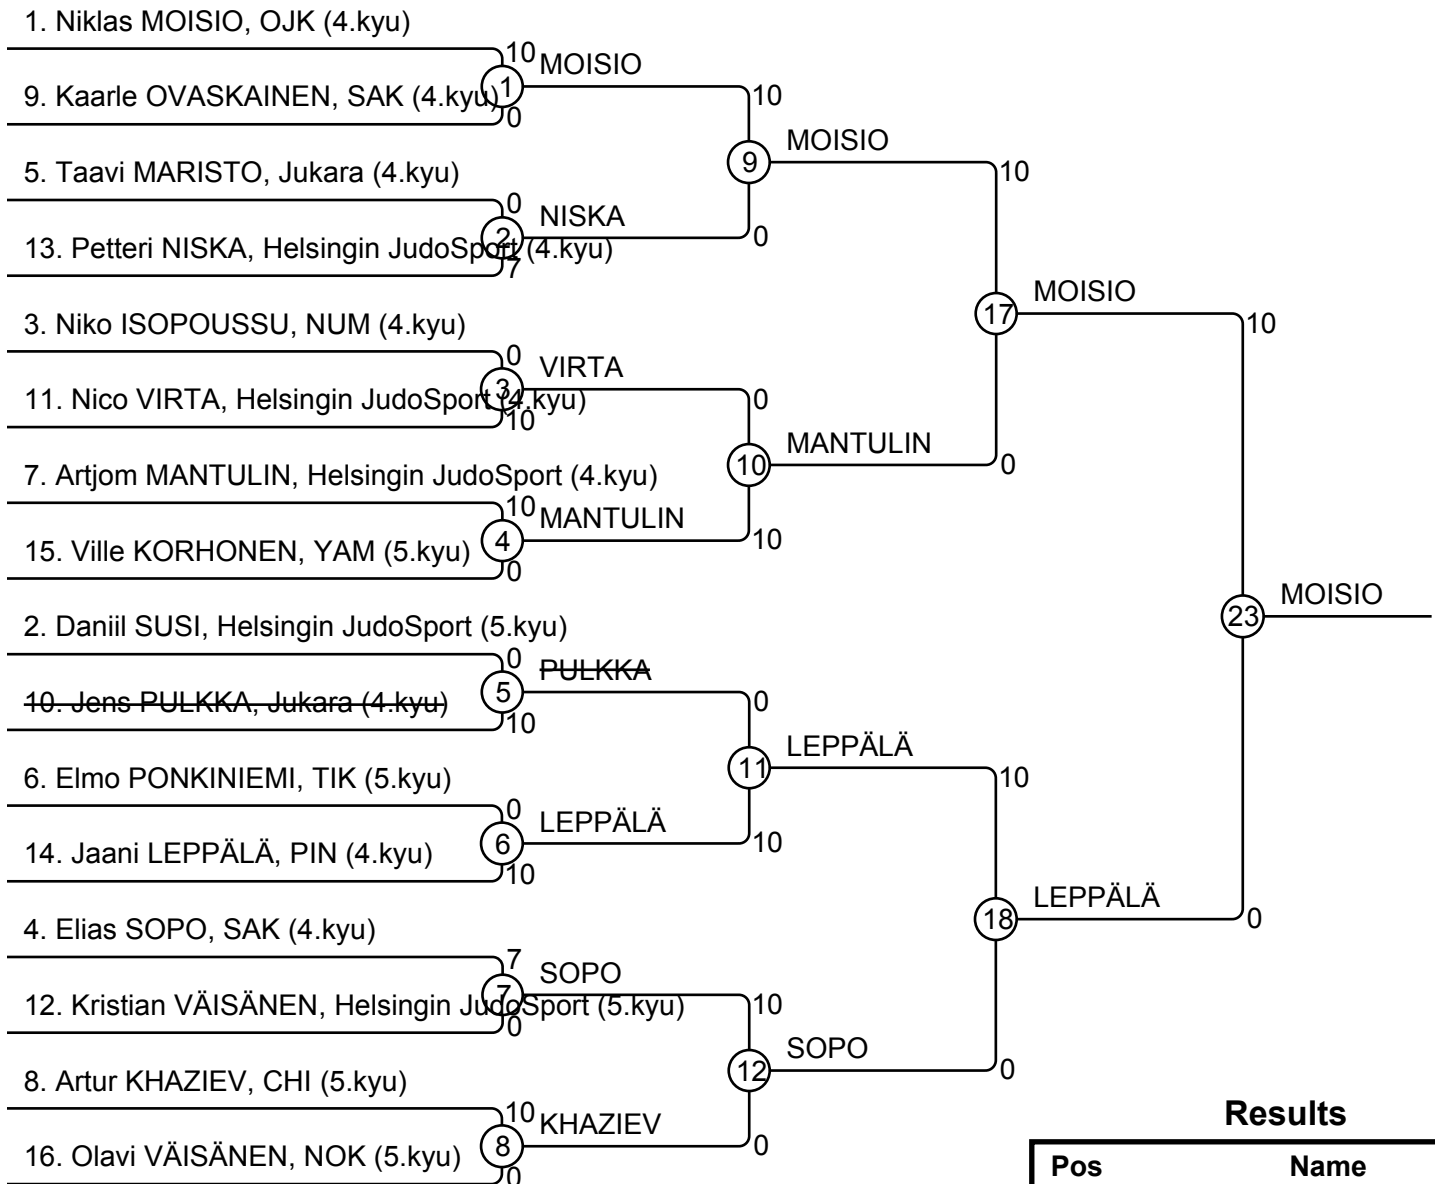 1. Niklas MOISIO, OJK (4.kyu)
10
MOISIO
9. Kaarle OVASKAINEN, SAK (4.kyu)
1
0
10
MOISIO
9
5. Taavi MARISTO, Jukara (4.kyu)
10
0
NISKA
2
0
13. Petteri NISKA, Helsingin JudoSport (4.kyu)
7
3. Niko ISOPOUSSU, NUM (4.kyu)
MOISIO
17
10
0
VIRTA
3
11. Nico VIRTA, Helsingin JudoSport (4.kyu)
0
10
MANTULIN
10
0
7. Artjom MANTULIN, Helsingin JudoSport (4.kyu)
10
MANTULIN
4
10
15. Ville KORHONEN, YAM (5.kyu)
0
MOISIO
23
2. Daniil SUSI, Helsingin JudoSport (5.kyu)
0
PULKKA
5
10. Jens PULKKA, Jukara (4.kyu)
0
10
LEPPÄLÄ
11
6. Elmo PONKINIEMI, TIK (5.kyu)
10
0
LEPPÄLÄ
6
10
14. Jaani LEPPÄLÄ, PIN (4.kyu)
10
LEPPÄLÄ
18
0
4. Elias SOPO, SAK (4.kyu)
7
SOPO
7
12. Kristian VÄISÄNEN, Helsingin JudoSport (5.kyu)
10
0
SOPO
12
0
8. Artur KHAZIEV, CHI (5.kyu)
10
KHAZIEV
8
0
16. Olavi VÄISÄNEN, NOK (5.kyu)
0
Results
Pos Name